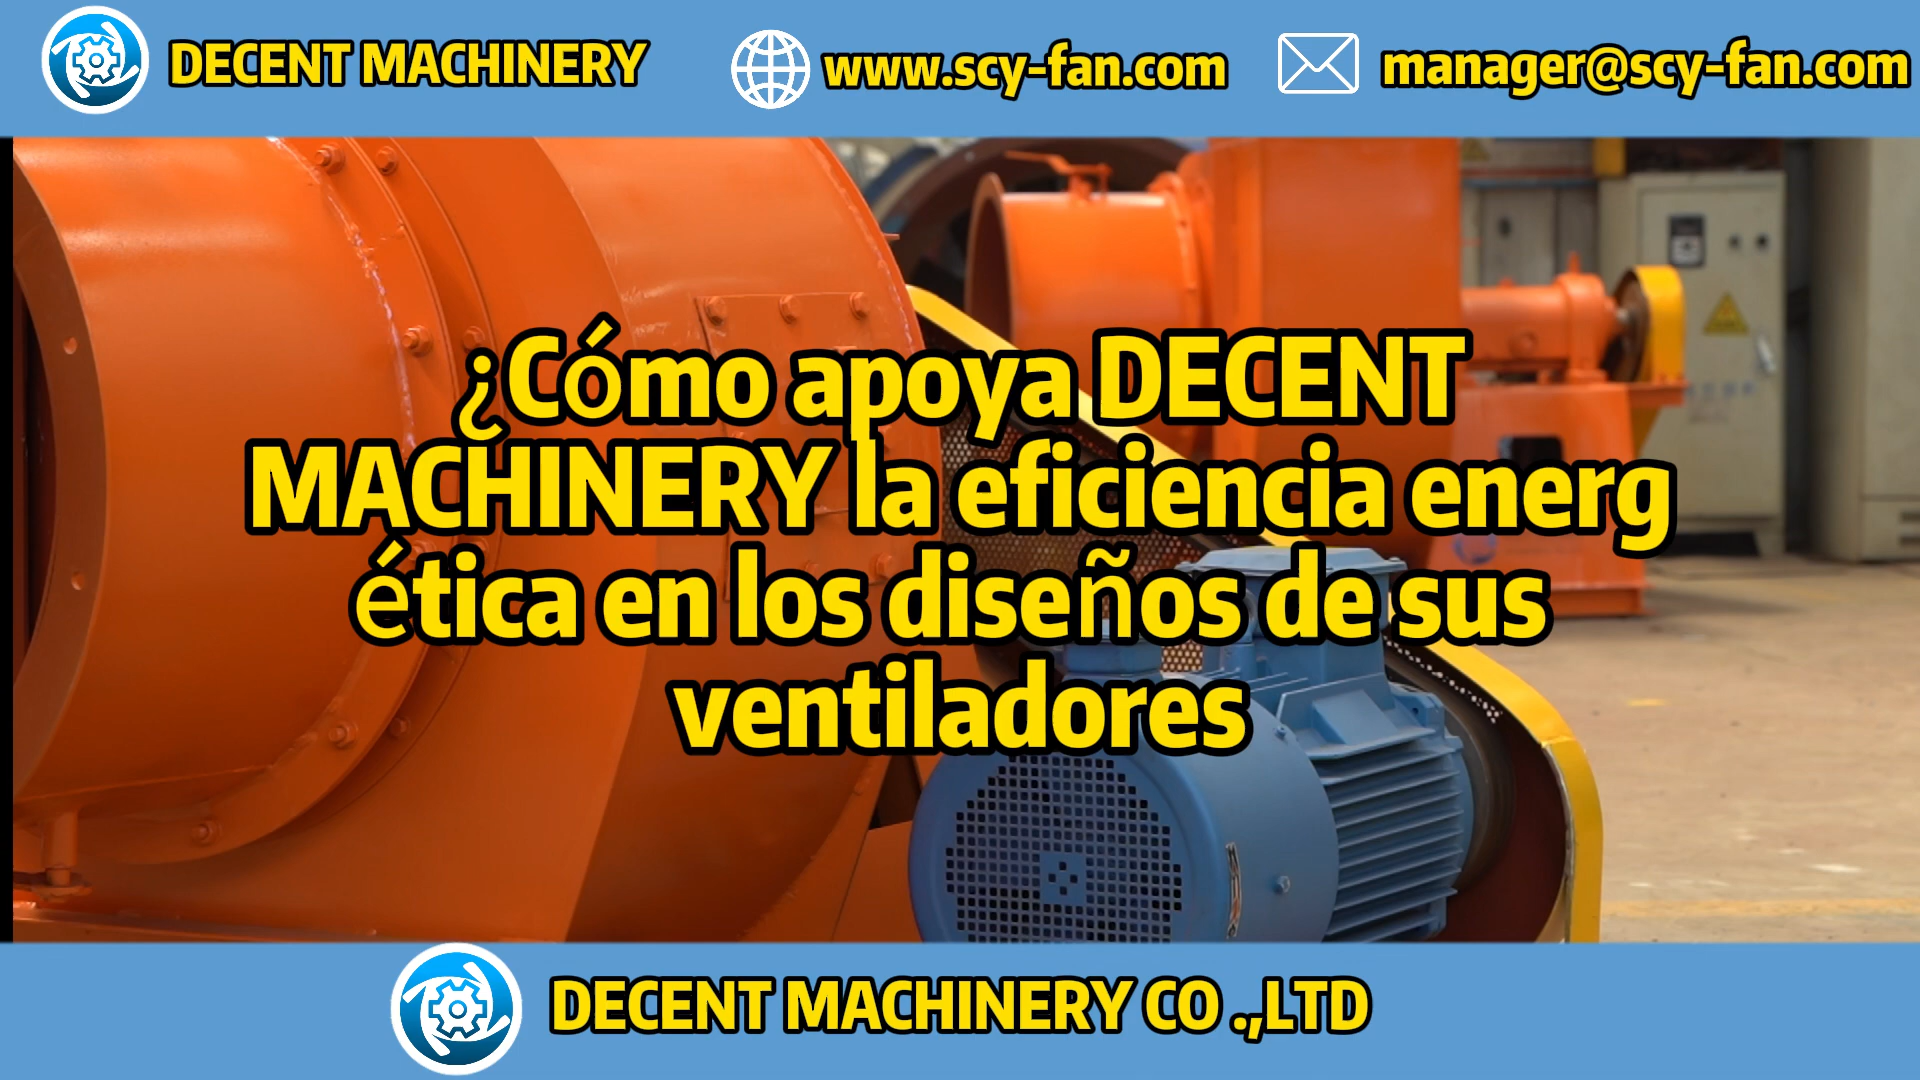 DECENT MACHINERY
www.scy-fan.com
manager@scy-fan.com
¿Cómo apoya DECENT
MACHINERY la eficiencia energ
ética en los diseños de sus
ventiladores
DECENT MACHINERY CO .,LTD